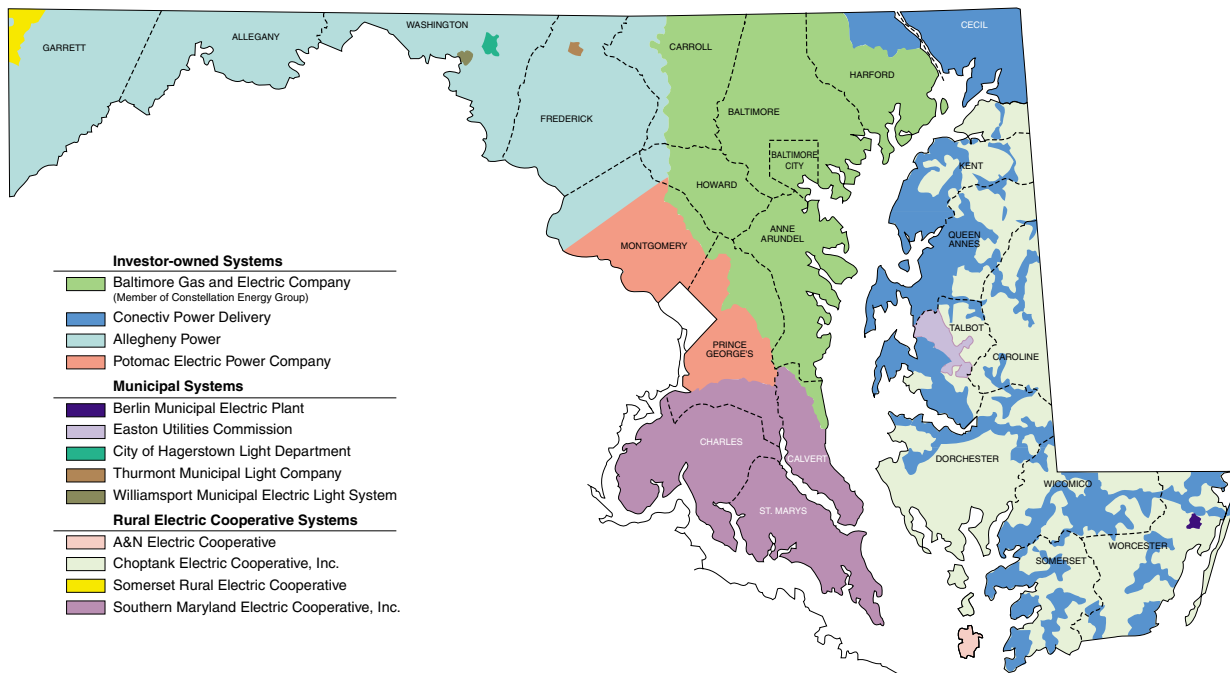 WASHINGTON
CECIL
GARRETT
ALLEGANY
CARROLL
HARFORD
BALTIMORE
FREDERICK
BALTIMORE
CITY
KENT
HOWARD
ANNE
ARUNDEL
QUEEN
ANNES
MONTGOMERY
TALBOT
PRINCE
GEORGE'S
CAROLINE
CHARLES
CALVERT
DORCHESTER
WICOMICO
ST. MARYS
WORCESTER
SOMERSET
Investor-owned Systems
Baltimore Gas and Electric Company
(Member of Constellation Energy Group)
Conectiv Power Delivery
Allegheny Power
Potomac Electric Power Company
Municipal Systems
Berlin Municipal Electric Plant
Easton Utilities Commission
City of Hagerstown Light Department
Thurmont Municipal Light Company
Williamsport Municipal Electric Light System
Rural Electric Cooperative Systems
A&N Electric Cooperative
Choptank Electric Cooperative, Inc.
Somerset Rural Electric Cooperative
Southern Maryland Electric Cooperative, Inc.